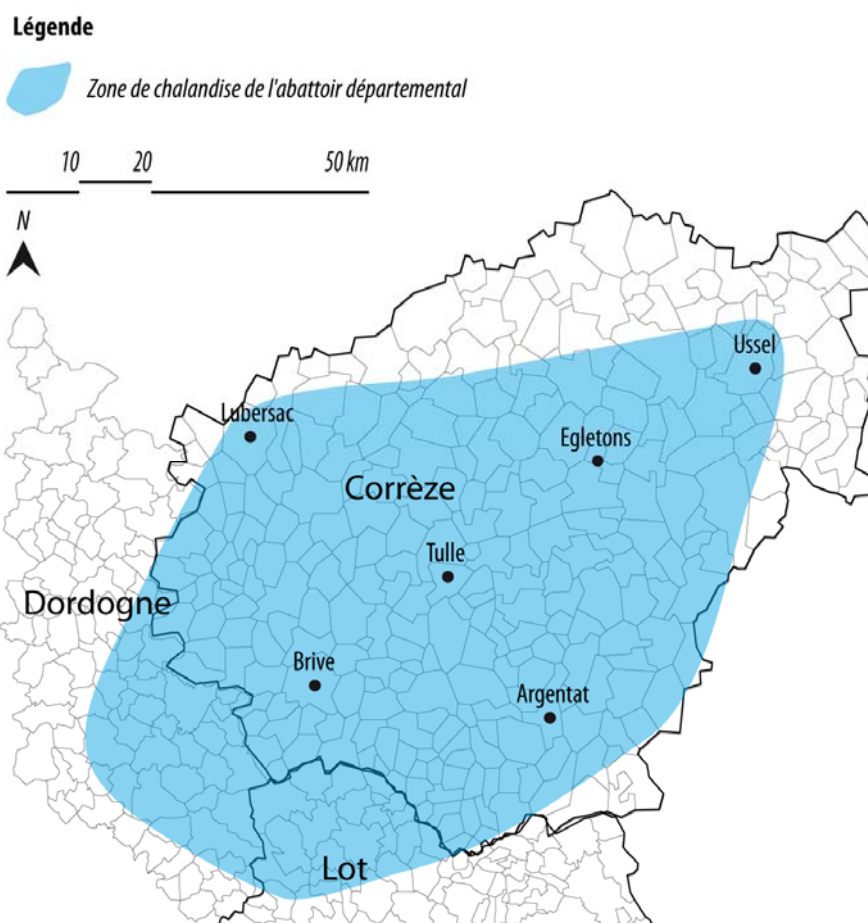 Légende
Zone de chalandise de l'abattoir départemental
10 20 50 km
N
Ussel
Lubersac
Egletons
Corrèze
Tulle
Dordogne
Brive
Argentat
Lot